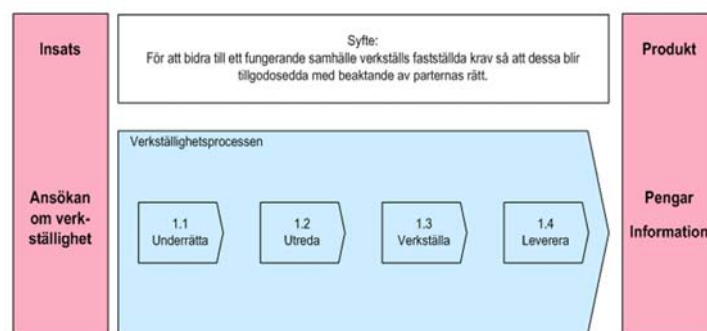 Insats
Syfte:
För att bidra till ett fungerande samhälle verkställs fastställda krav så att dessa blir
tillgodosedda med beaktande av parternas rätt.
Produkt
Verkställighetsprocessen
Ansökan
om verk-
ställighet
1.1
Underrätta
1.2
Utreda
1.3
Verkställa
1.4
Leverera
Pengar
Information